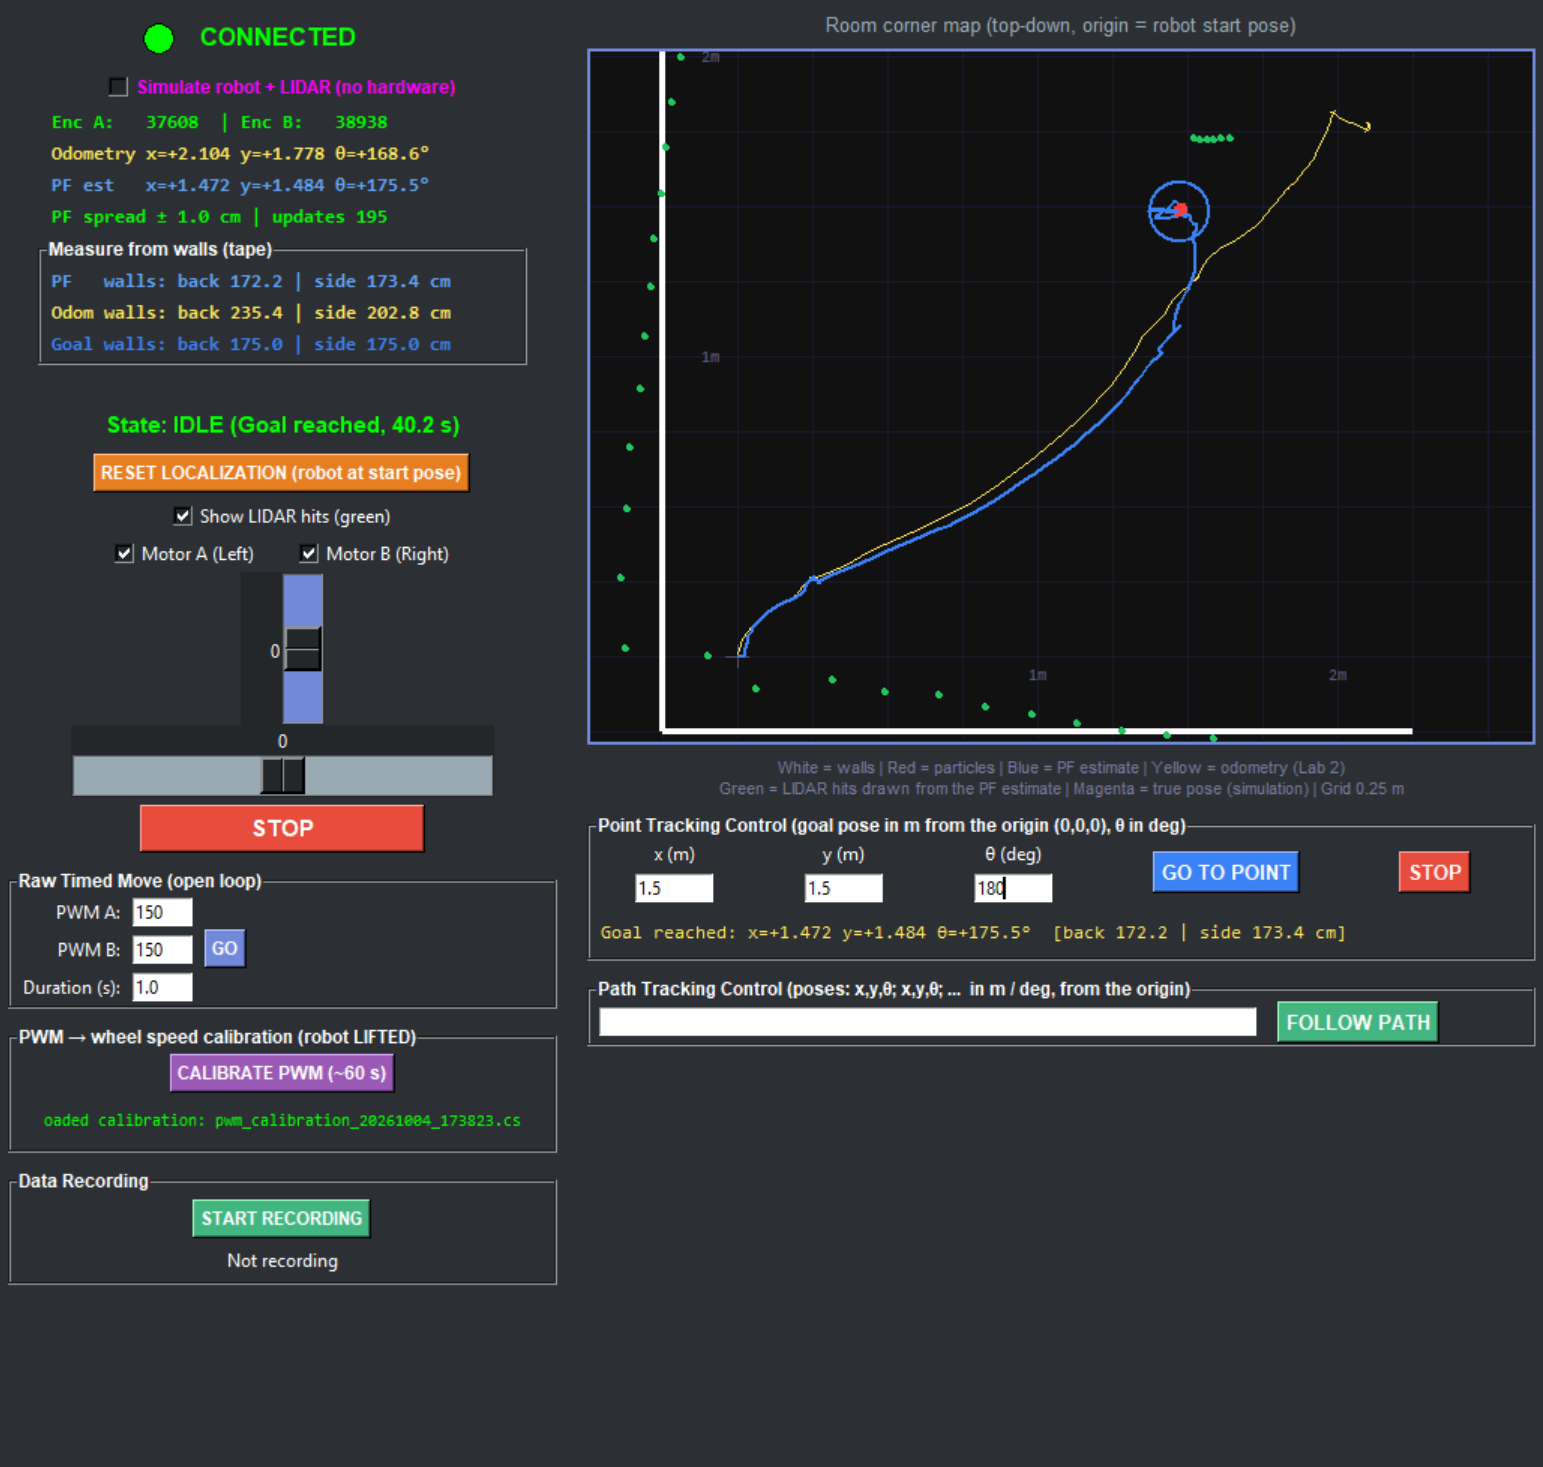 CONNECTED
Simulate robot + LIDAR (no hardware)
Enc A: 37608 | Enc B: 38938
Odometry x=+2.104 y=+1.778 θ=+168.6°
PF est x=+1.472 y=+1.484 θ=+175.5°
PF spread ± 1.0 cm | updates 195
Measure from walls (tape)
PF walls: back 172.2 | side 173.4 cm
Odom walls: back 235.4 | side 202.8 cm
Goal walls: back 175.0 | side 175.0 cm
State: IDLE (Goal reached, 40.2 s)
RESET LOCALIZATION (robot at start pose)
Show LIDAR hits (green)
Motor A (Left) Motor B (Right)
0
0
STOP
Raw Timed Move (open loop)
PWM A: 150
PWM B: 150
GO
Duration (s): 1.0
PWM → wheel speed calibration (robot LIFTED)
CALIBRATE PWM (~60 s)
oaded calibration: pwm_calibration_20261004_173823.cs
Data Recording
START RECORDING
Not recording
Room corner map (top-down, origin = robot start pose)
2m
1m
1m 2m
White = walls | Red = particles | Blue = PF estimate | Yellow = odometry (Lab 2)
Green = LIDAR hits drawn from the PF estimate | Magenta = true pose (simulation) | Grid 0.25 m
Point Tracking Control (goal pose in m from the origin (0,0,0), θ in deg)
x (m) y (m) θ (deg)
1.5 1.5 180 GO TO POINT STOP
Goal reached: x=+1.472 y=+1.484 θ=+175.5° [back 172.2 | side 173.4 cm]
Path Tracking Control (poses: x,y,θ; x,y,θ; ... in m / deg, from the origin)
FOLLOW PATH